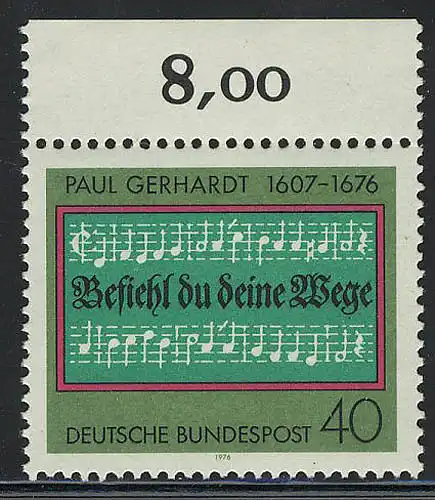 8,00
PAUL GERHARDT 1607-1676
Befiehl du deine Wege
DEUTSCHE BUNDESPOST 40
1976